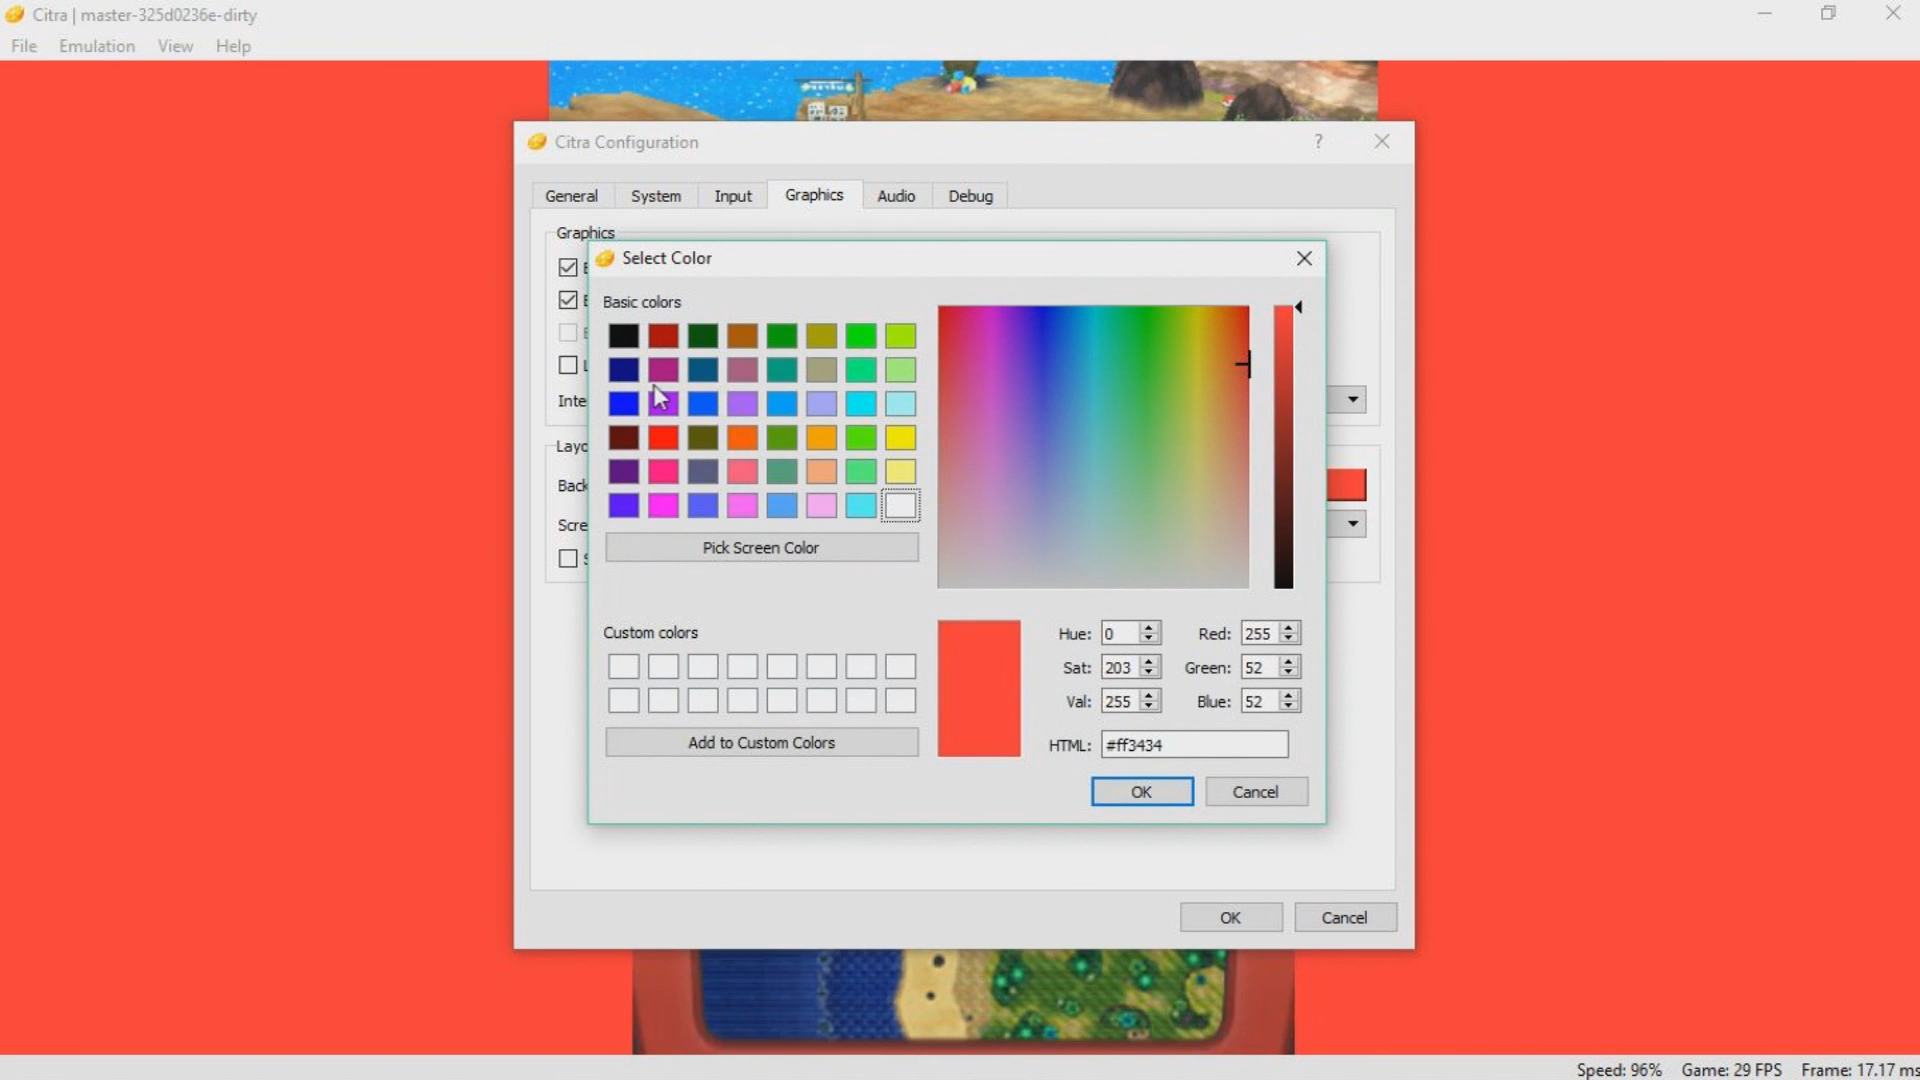 Citra | master-325d0236e-dirty
File Emulation View Help
Citra Configuration
General System Input Graphics Audio Debug
Graphics
Select Color
Basic colors
Inte
Layo
Back
Scre
Pick Screen Color
Custom colors
Hue: 0 Red: 255
Sat: 203 Green: 52
Val: 255 Blue: 52
Add to Custom Colors
HTML: #ff3434
OK Cancel
OK Cancel
Speed: 96% Game: 29 FPS Frame: 17.17 ms